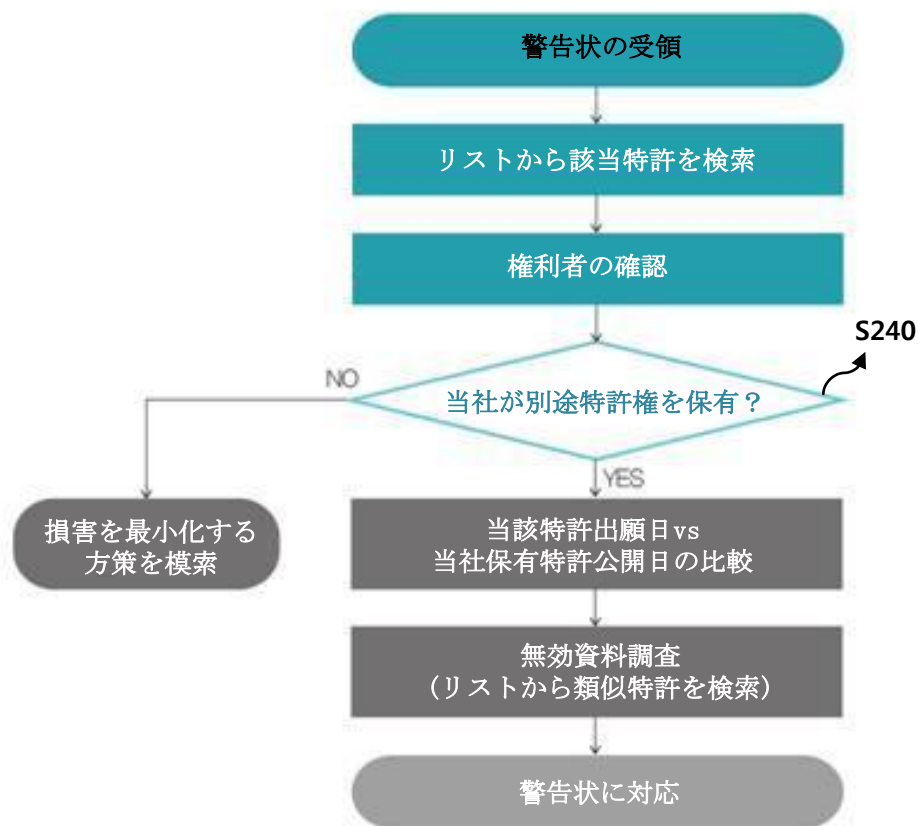 警告状の受領
リストから該当特許を検索
権利者の確認
S240
NO
当社が別途特許権を保有？
YES
損害を最小化する
方策を模索
当該特許出願日vs
当社保有特許公開日の比較
無効資料調査
（リストから類似特許を検索）
警告状に対応